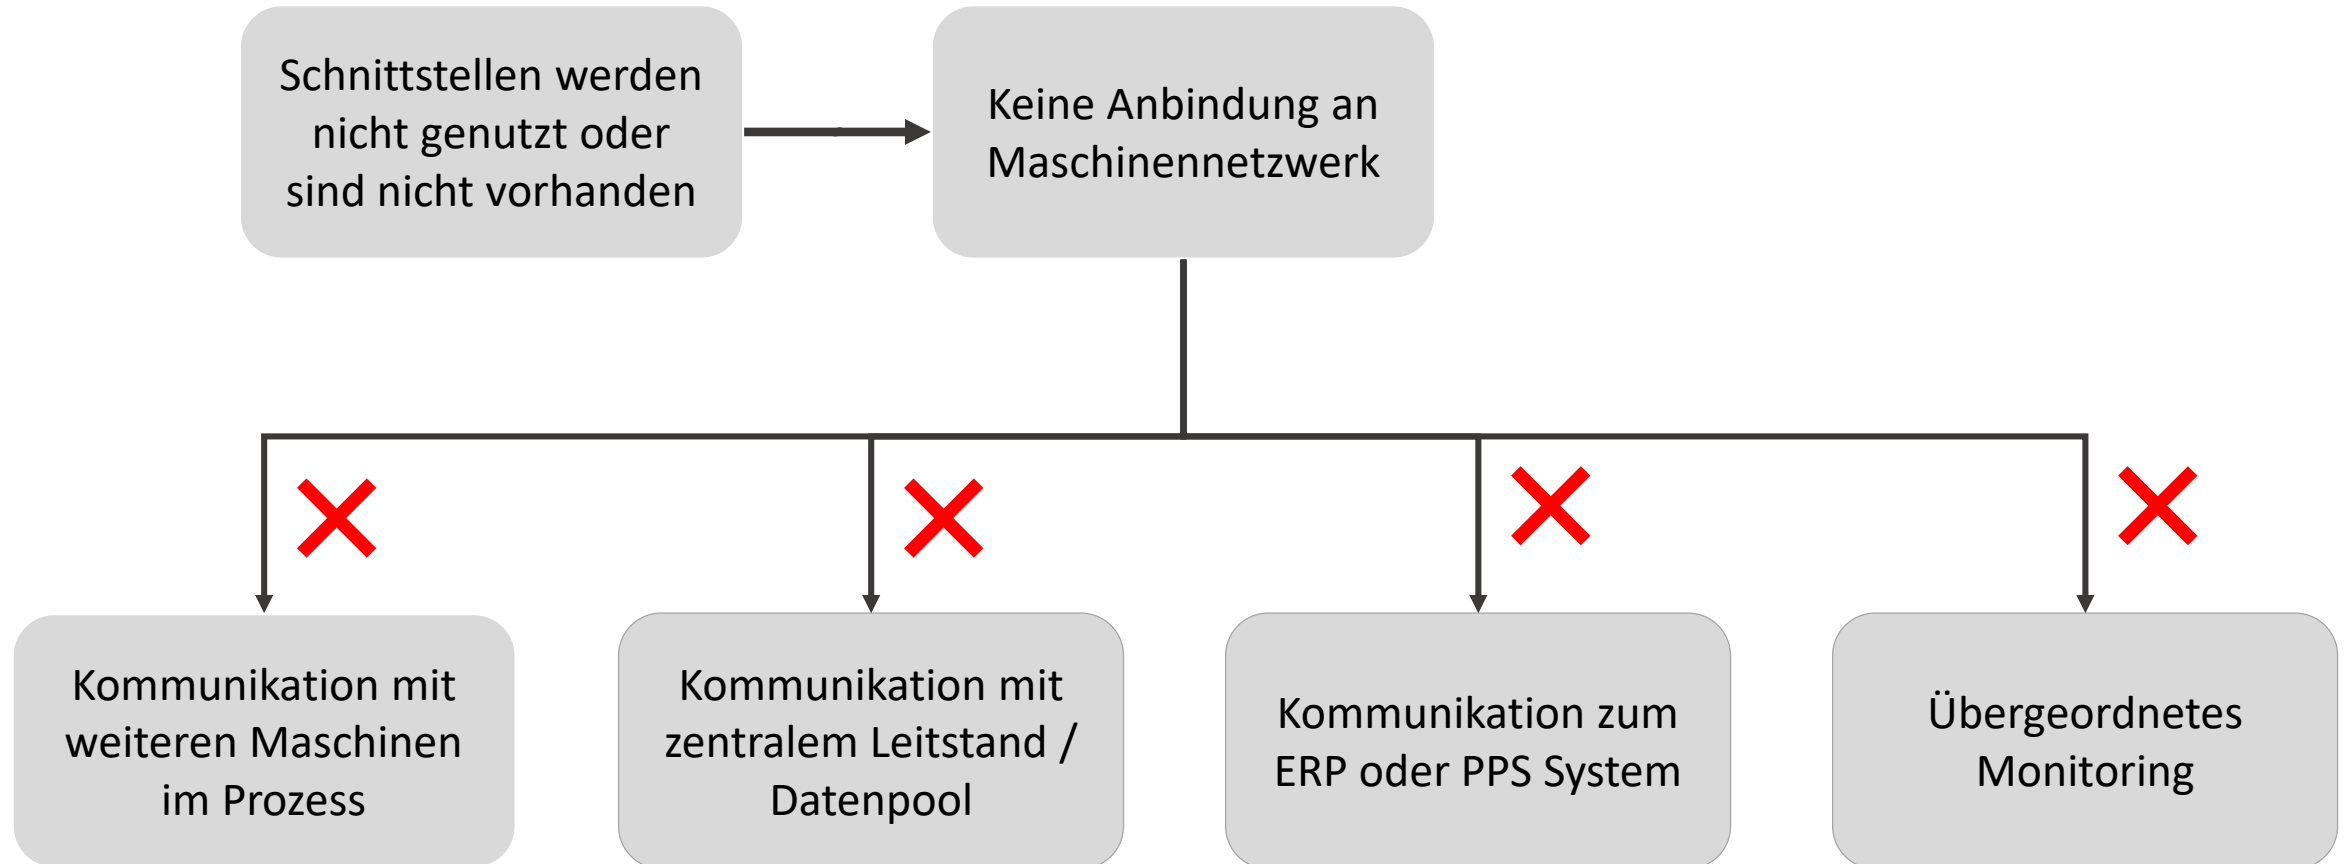 Schnittstellen werden
nicht genutzt oder
sind nicht vorhanden
Keine Anbindung an
Maschinennetzwerk
Kommunikation mit
weiteren Maschinen
im Prozess
Kommunikation mit
zentralem Leitstand /
Datenpool
Kommunikation zum
ERP oder PPS System
Übergeordnetes
Monitoring